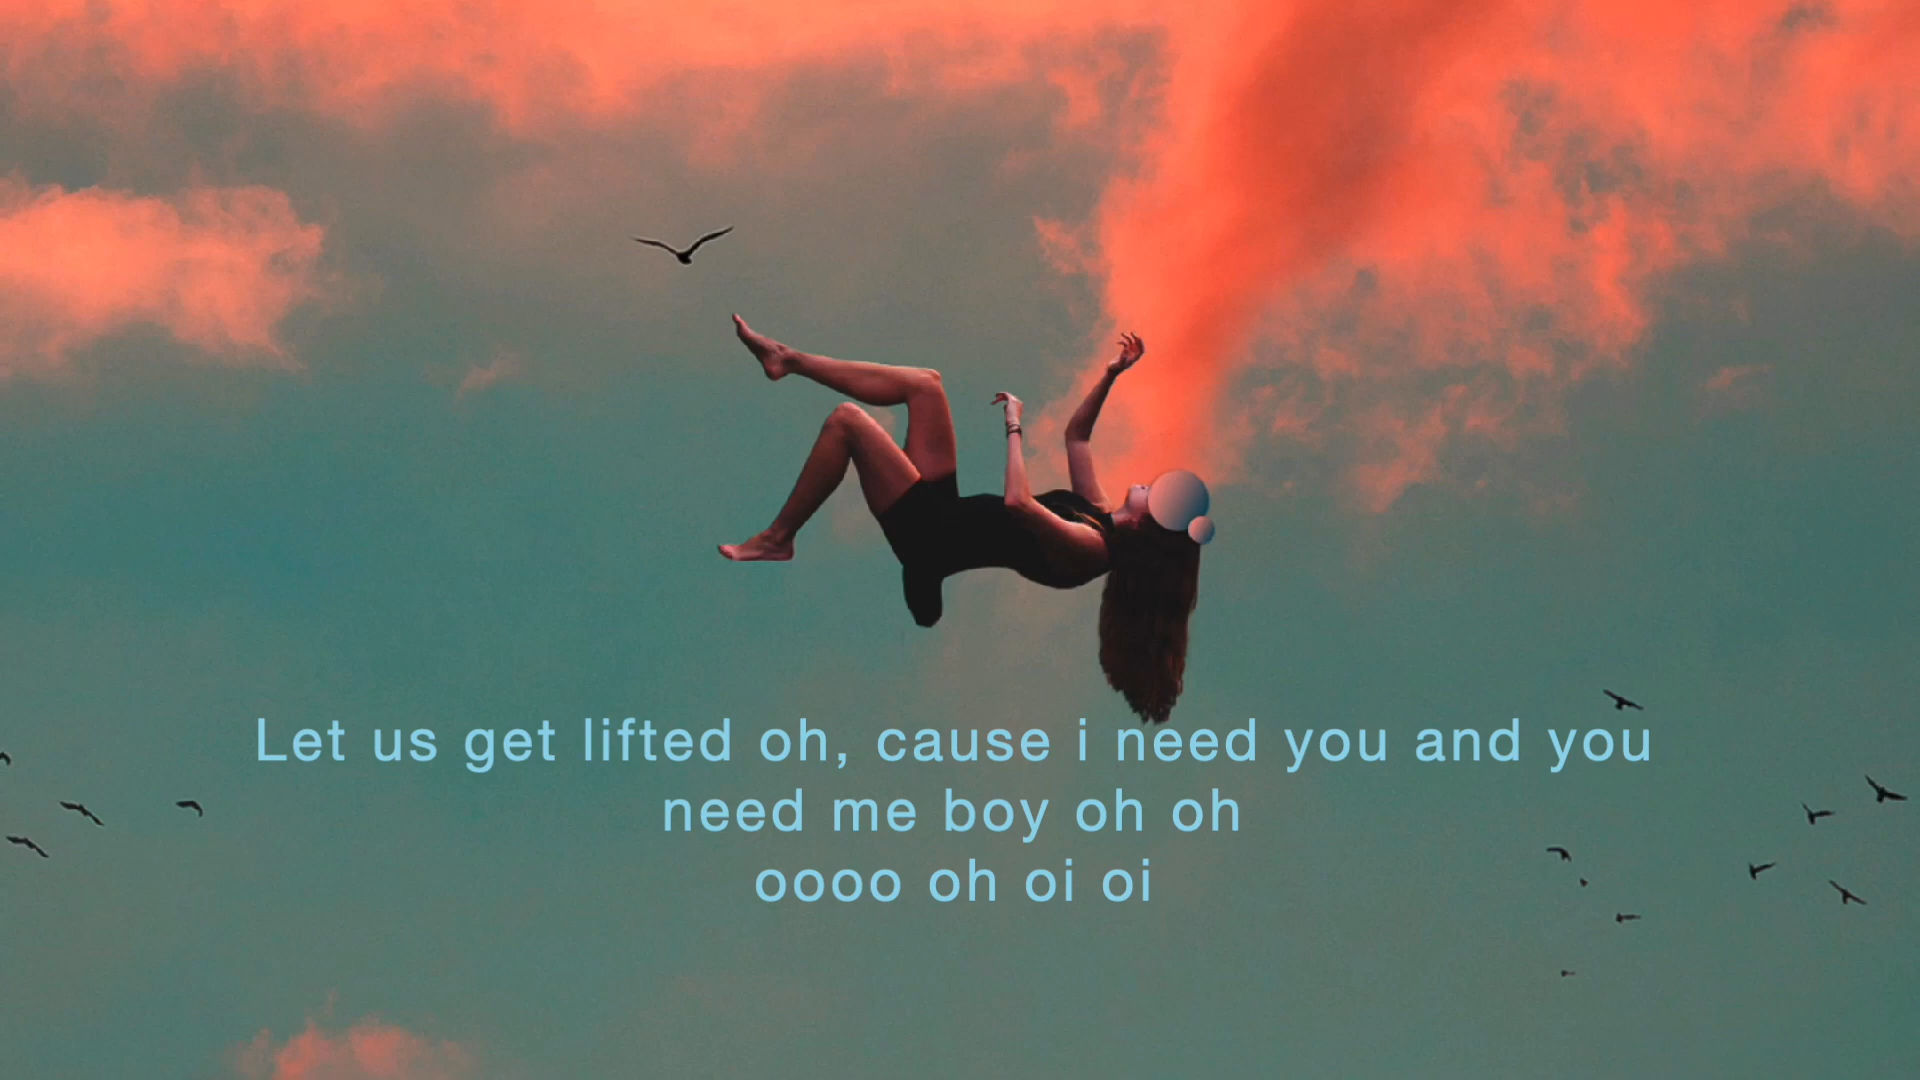 Let us get lifted oh, cause i need you and you
need me boy oh oh
oooo oh oi oi